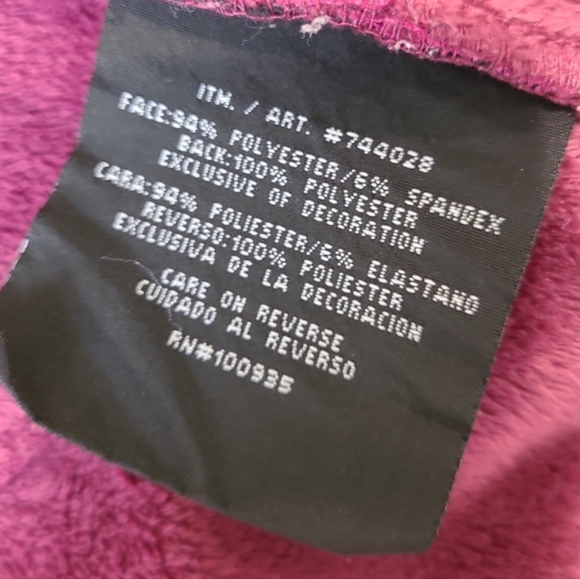 ITM. / ART. #744028
FACE:94% POLYESTER/6% SPANDEX
BACK:100% POLYESTER
EXCLUSIVE OF DECORATION
CARA:94% POLIESTER/6% ELASTANO
REVERSO:100% POLIESTER
EXCLUSIVA DE LA DECORACION
CARE ON REVERSE
CUIDADO AL REVERSO
RN#100935